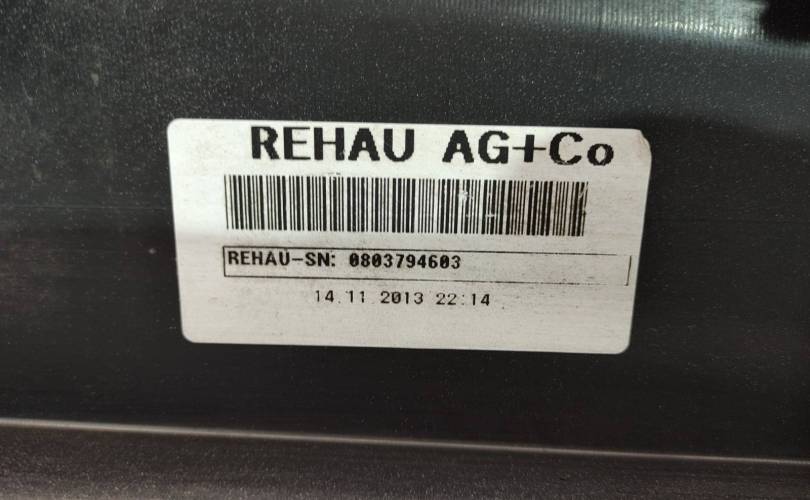 REHAU AG+Co
REHAU-SN: 0803794603
14.11.2013 22:14